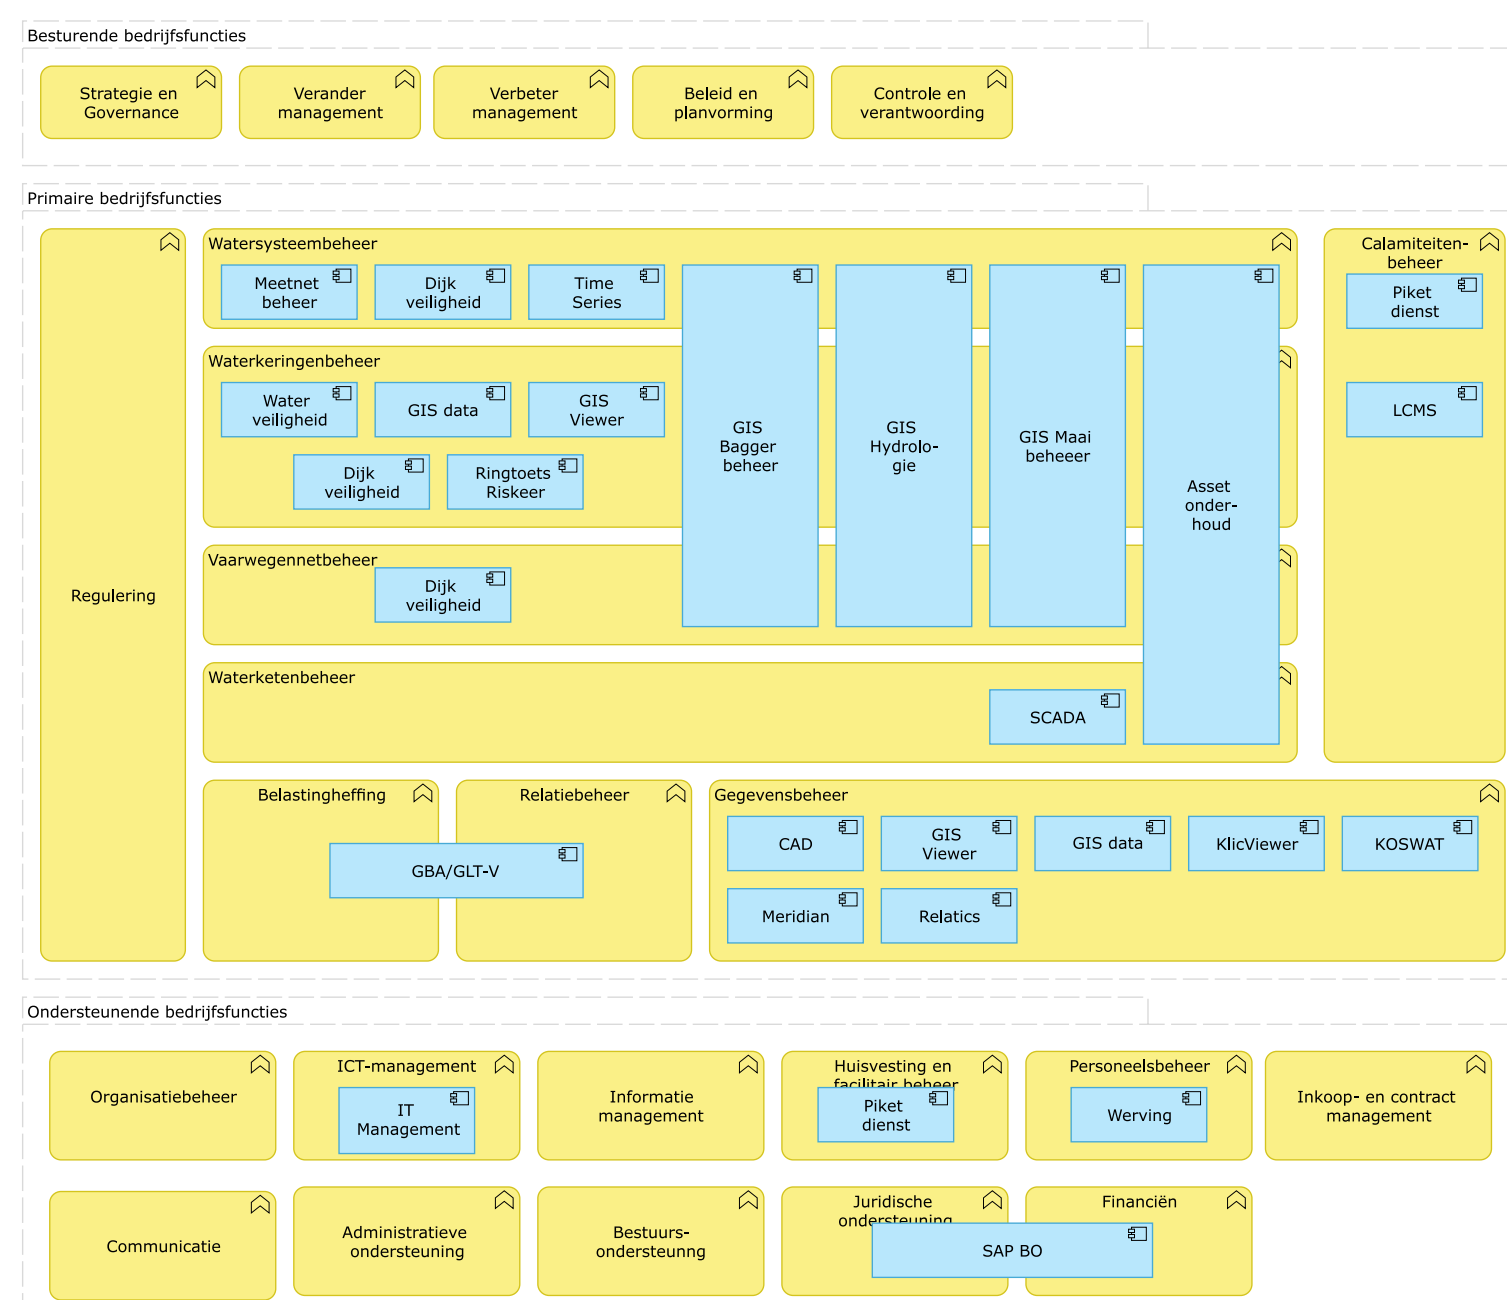 Besturende bedrijfsfuncties
Strategie en
Governance
Verander
management
Verbeter
management
Beleid en
planvorming
Controle en
verantwoording
Primaire bedrijfsfuncties
Regulering
Watersysteembeheer
Meetnet
beheer
Dijk
veiligheid
Time
Series
Waterkeringenbeheer
Water
veiligheid
GIS data
GIS
Viewer
Dijk
veiligheid
Ringtoets
Riskeer
GIS
Bagger
beheer
GIS
Hydrolo-
gie
GIS Maai
beheeer
Asset
onder-
houd
Vaarwegennetbeheer
Dijk
veiligheid
Waterketenbeheer
SCADA
Calamiteiten-
beheer
Piket
dienst
LCMS
Belastingheffing
Relatiebeheer
GBA/GLT-V
Gegevensbeheer
CAD
GIS
Viewer
GIS data
KlicViewer
KOSWAT
Meridian
Relatics
Ondersteunende bedrijfsfuncties
Organisatiebeheer
ICT-management
IT
Management
Informatie
management
Huisvesting en
facilitair beheer
Piket
dienst
Personeelsbeheer
Werving
Inkoop- en contract
management
Communicatie
Administratieve
ondersteuning
Bestuurs-
ondersteunng
Juridische
ondersteuning
Financiën
SAP BO